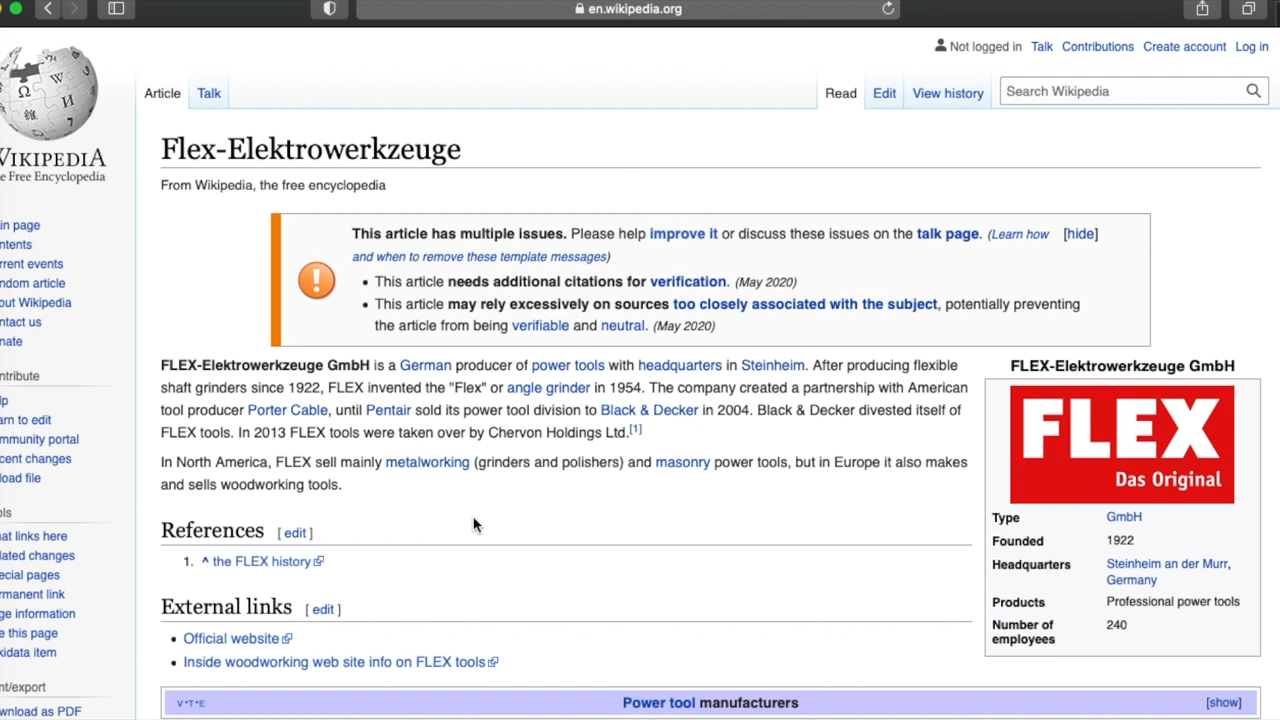 en.wikipedia.org
Not logged in Talk Contributions Create account Log in
Article Talk Read Edit View history Search Wikipedia
WIKIPEDIA
e Free Encyclopedia
Flex-Elektrowerkzeuge
From Wikipedia, the free encyclopedia
This article has multiple issues. Please help improve it or discuss these issues on the talk page. (Learn how [hide]
and when to remove these template messages)
• This article needs additional citations for verification. (May 2020)
• This article may rely excessively on sources too closely associated with the subject, potentially preventing
the article from being verifiable and neutral. (May 2020)
in page
ntents
rrent events
ndom article
out Wikipedia
ntact us
nate
ntribute
lp
arn to edit
mmunity portal
cent changes
load file
ols
at links here
lated changes
ecial pages
rmanent link
ge information
e this page
kidata item
nt/export
wnload as PDF
FLEX-Elektrowerkzeuge GmbH is a German producer of power tools with headquarters in Steinheim. After producing flexible
shaft grinders since 1922, FLEX invented the "Flex" or angle grinder in 1954. The company created a partnership with American
tool producer Porter Cable, until Pentair sold its power tool division to Black & Decker in 2004. Black & Decker divested itself of
FLEX tools. In 2013 FLEX tools were taken over by Chervon Holdings Ltd.[1]
In North America, FLEX sell mainly metalworking (grinders and polishers) and masonry power tools, but in Europe it also makes
and sells woodworking tools.
References [ edit ]
1. ^ the FLEX history
External links [ edit ]
• Official website
• Inside woodworking web site info on FLEX tools
FLEX-Elektrowerkzeuge GmbH
FLEX
Das Original
Type GmbH
Founded 1922
Headquarters Steinheim an der Murr,
Germany
Products Professional power tools
Number of 240
employees
V•T•E Power tool manufacturers [show]